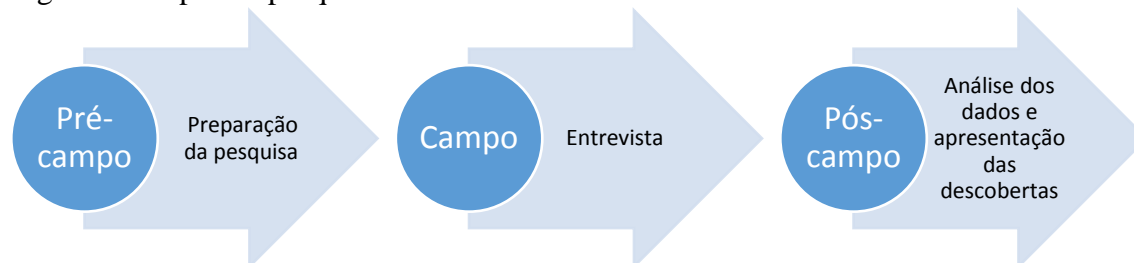 Pré-
campo
Preparação
da pesquisa
Campo
Entrevista
Pós-
campo
Análise dos
dados e
apresentação
das
descobertas